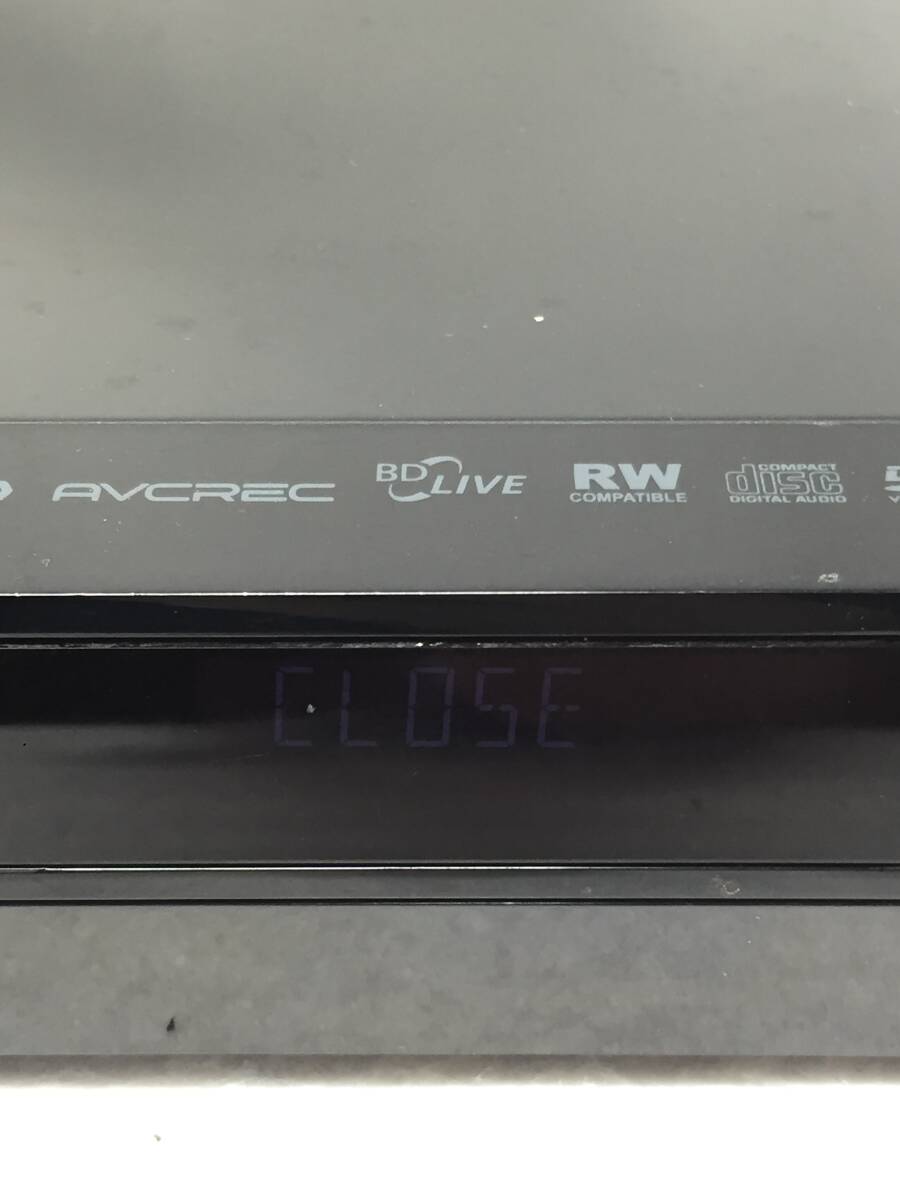 AVCREC
BD LIVE
RW
COMPATIBLE
COMPACT
disc
DIGITAL AUDIO
CLOSE